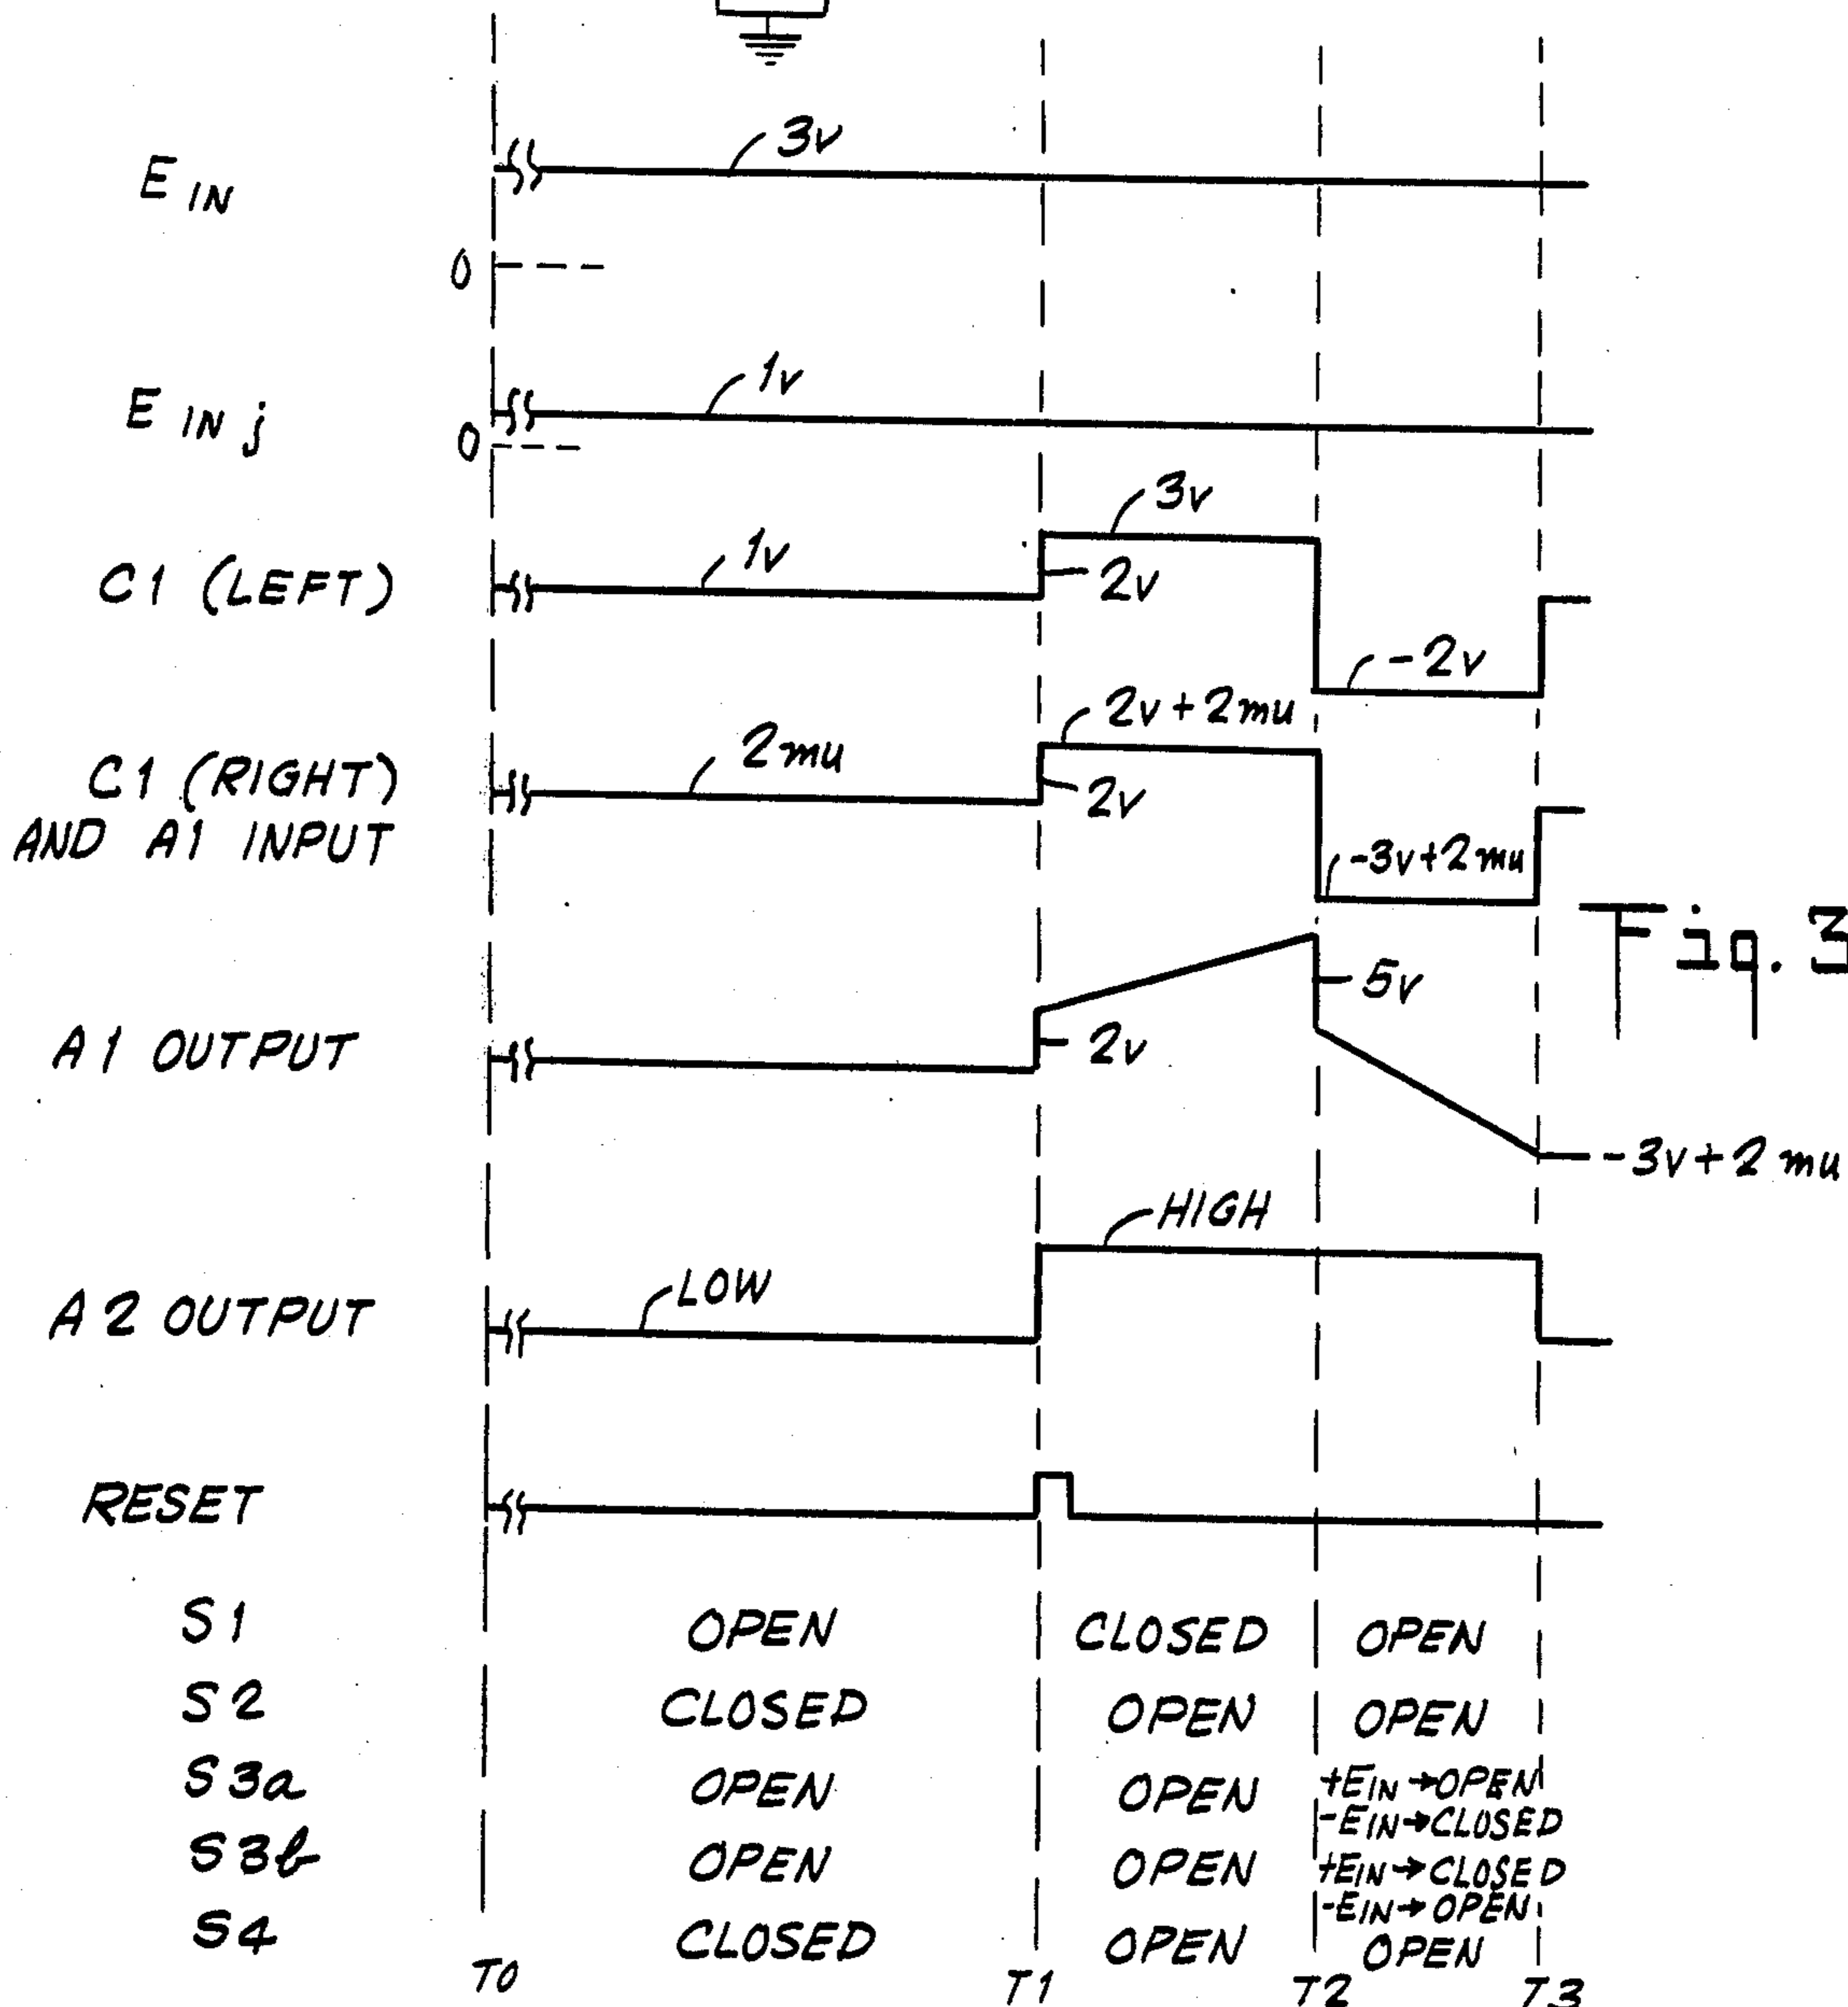 3v
E IN
0
1v
E IN j
0
3v
1v
2v
C1 (LEFT)
-2v
2v+2mu
2mu
C1 (RIGHT)
AND A1 INPUT
2v
-3v+2mu
Fig. 3
5v
A1 OUTPUT
2v
-3v+2mu
HIGH
LOW
A2 OUTPUT
RESET
S1 OPEN CLOSED OPEN
S2 CLOSED OPEN OPEN
S3a OPEN OPEN +EIN→OPEN
-EIN→CLOSED
S3b OPEN OPEN +EIN→CLOSED
-EIN→OPEN
S4 CLOSED OPEN OPEN
T0 T1 T2 T3